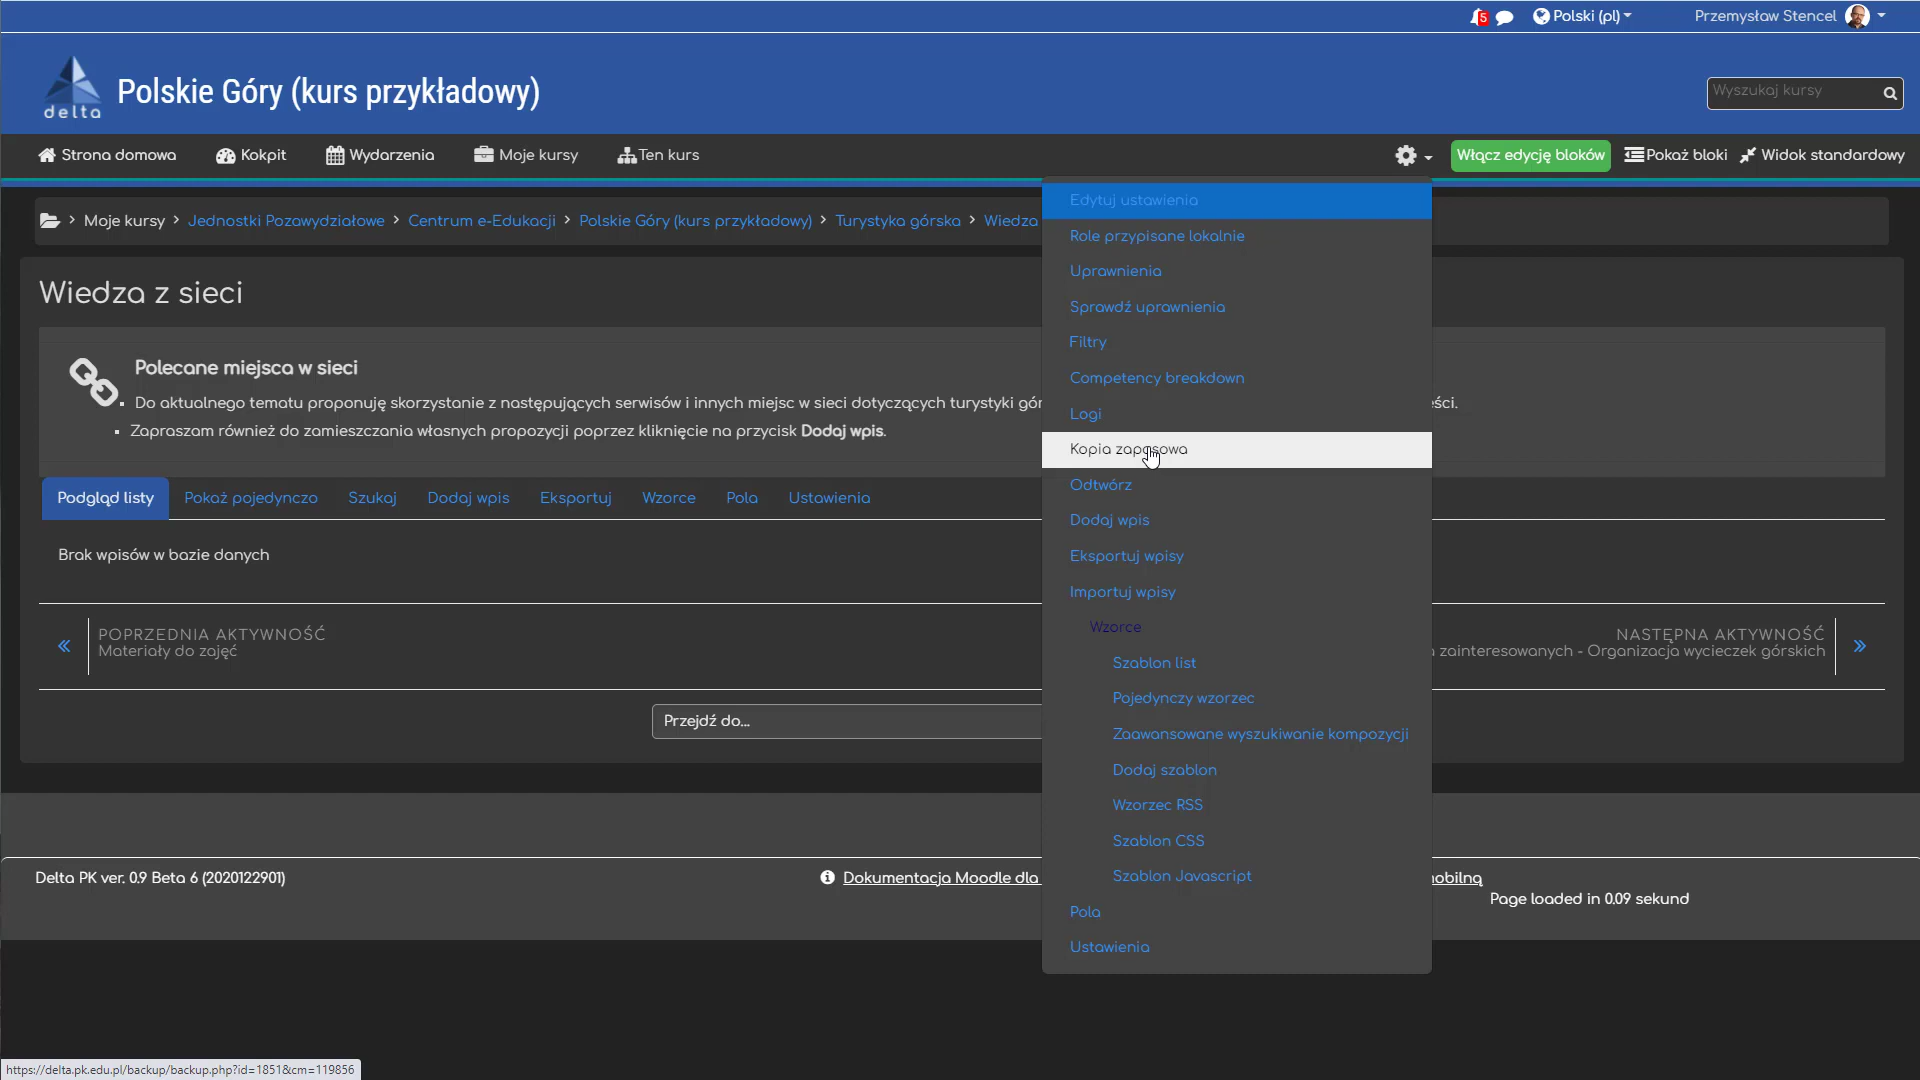 5
Polski (pl)
Przemysław Stencel
delta
Polskie Góry (kurs przykładowy)
Wyszukaj kursy
Strona domowa
Kokpit
Wydarzenia
Moje kursy
Ten kurs
Włącz edycję bloków
Pokaż bloki
Widok standardowy
Moje kursy
Jednostki Pozawydziałowe
Centrum e-Edukacji
Polskie Góry (kurs przykładowy)
Turystyka górska
Wiedza
Wiedza z sieci
Polecane miejsca w sieci
Do aktualnego tematu proponuję skorzystanie z następujących serwisów i innych miejsc w sieci dotyczących turystyki gór
Zapraszam również do zamieszczania własnych propozycji poprzez kliknięcie na przycisk Dodaj wpis.
Podgląd listy
Pokaż pojedynczo
Szukaj
Dodaj wpis
Eksportuj
Wzorce
Pola
Ustawienia
Brak wpisów w bazie danych
POPRZEDNIA AKTYWNOŚĆ
Materiały do zajęć
NASTĘPNA AKTYWNOŚĆ
zainteresowanych - Organizacja wycieczek górskich
Przejdź do...
Edytuj ustawienia
Role przypisane lokalnie
Uprawnienia
Sprawdź uprawnienia
Filtry
Competency breakdown
Logi
Kopia zapasowa
Odtwórz
Dodaj wpis
Eksportuj wpisy
Importuj wpisy
Wzorce
Szablon list
Pojedynczy wzorzec
Zaawansowane wyszukiwanie kompozycji
Dodaj szablon
Wzorzec RSS
Szablon CSS
Szablon Javascript
Pola
Ustawienia
Delta PK ver. 0.9 Beta 6 (2020122901)
Dokumentacja Moodle dla
mobilną
Page loaded in 0.09 sekund
https://delta.pk.edu.pl/backup/backup.php?id=1851&cm=119856